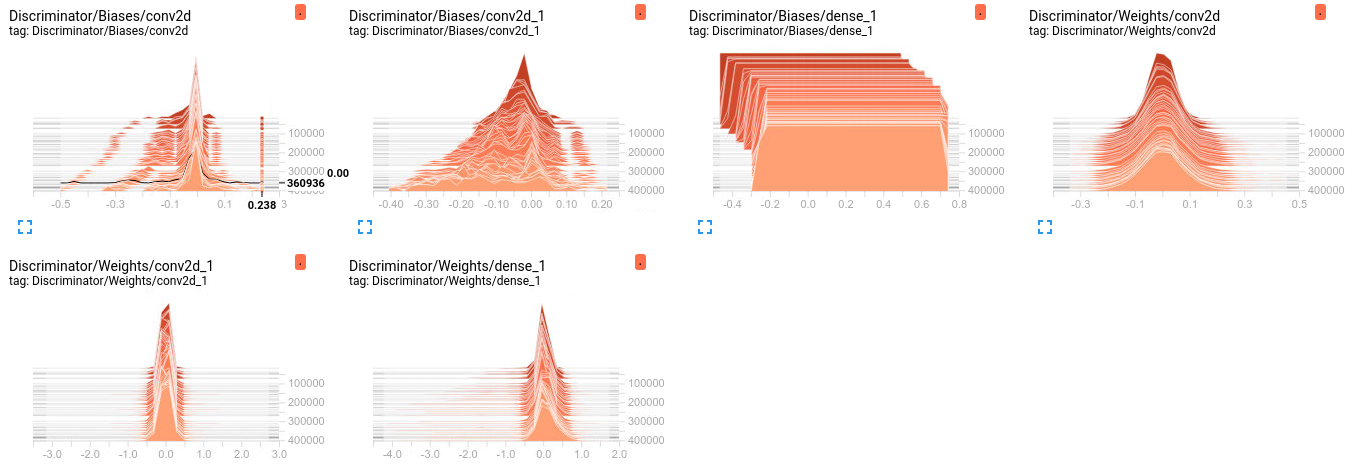 Discriminator/Biases/conv2d
tag: Discriminator/Biases/conv2d
100000
200000
300000
0.00
360936
400000
-0.5 -0.3 -0.1 0.1 0.238 3
Discriminator/Biases/conv2d_1
tag: Discriminator/Biases/conv2d_1
100000
200000
300000
400000
-0.40 -0.30 -0.20 -0.10 0.00 0.10 0.20
Discriminator/Biases/dense_1
tag: Discriminator/Biases/dense_1
100000
200000
300000
400000
-0.4 -0.2 0.0 0.2 0.4 0.6 0.8
Discriminator/Weights/conv2d
tag: Discriminator/Weights/conv2d
100000
200000
300000
400000
-0.3 -0.1 0.1 0.3 0.5
Discriminator/Weights/conv2d_1
tag: Discriminator/Weights/conv2d_1
100000
200000
300000
400000
-3.0 -2.0 -1.0 0.0 1.0 2.0 3.0
Discriminator/Weights/dense_1
tag: Discriminator/Weights/dense_1
100000
200000
300000
400000
-4.0 -3.0 -2.0 -1.0 0.0 1.0 2.0